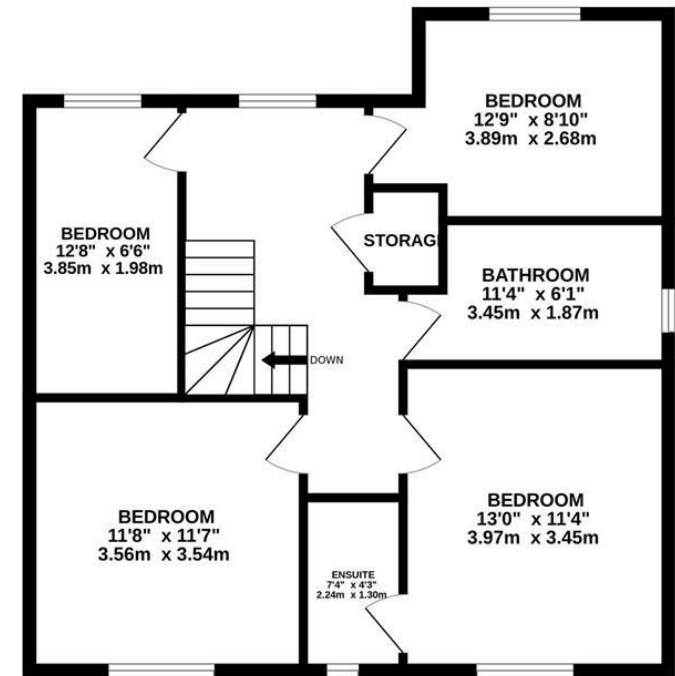 BEDROOM
12'9" x 8'10"
3.89m x 2.68m
BEDROOM
12'8" x 6'6"
3.85m x 1.98m
STORAG
BATHROOM
11'4" x 6'1"
3.45m x 1.87m
DOWN
BEDROOM
11'8" x 11'7"
3.56m x 3.54m
BEDROOM
13'0" x 11'4"
3.97m x 3.45m
ENSUITE
7'4" x 4'3"
2.24m x 1.30m